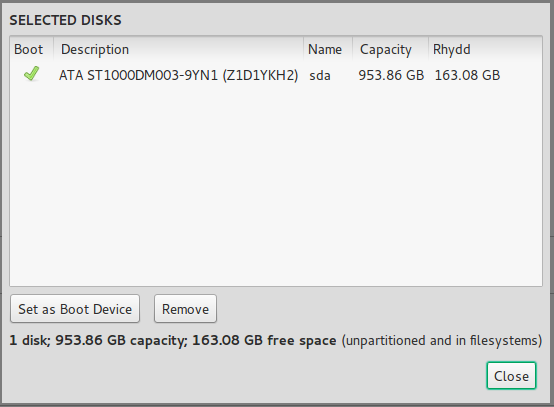 SELECTED DISKS
Boot Description Name Capacity Rhydd
ATA ST1000DM003-9YN1 (Z1D1YKH2) sda 953.86 GB 163.08 GB
Set as Boot Device Remove
1 disk; 953.86 GB capacity; 163.08 GB free space (unpartitioned and in filesystems)
Close